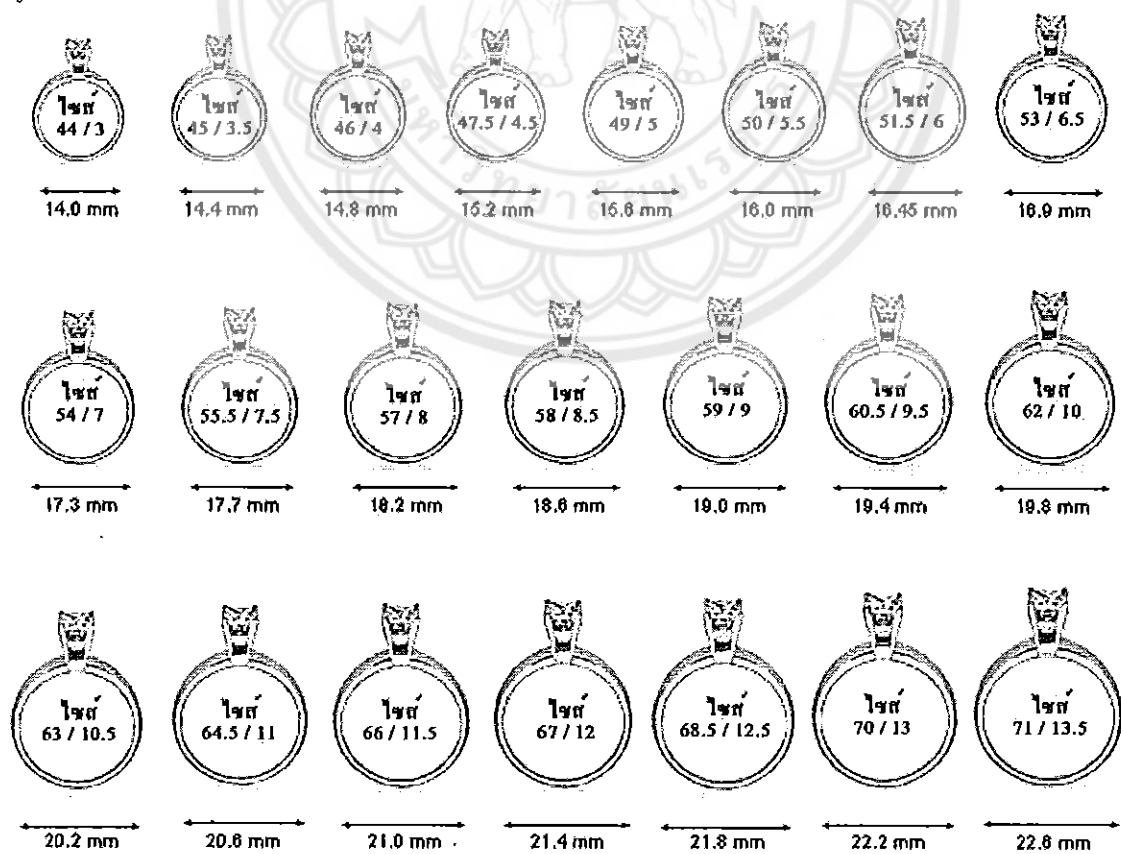 ไซส์
44 / 3
ไซส์
45 / 3.5
ไซส์
46 / 4
ไซส์
47.5 / 4.5
ไซส์
49 / 5
ไซส์
50 / 5.5
ไซส์
51.5 / 6
ไซส์
53 / 6.5
14.0 mm
14.4 mm
14.8 mm
15.2 mm
15.6 mm
16.0 mm
16.45 mm
16.9 mm
ไซส์
54 / 7
ไซส์
55.5 / 7.5
ไซส์
57 / 8
ไซส์
58 / 8.5
ไซส์
59 / 9
ไซส์
60.5 / 9.5
ไซส์
62 / 10
17.3 mm
17.7 mm
18.2 mm
18.6 mm
19.0 mm
19.4 mm
19.8 mm
ไซส์
63 / 10.5
ไซส์
64.5 / 11
ไซส์
66 / 11.5
ไซส์
67 / 12
ไซส์
68.5 / 12.5
ไซส์
70 / 13
ไซส์
71 / 13.5
20.2 mm
20.6 mm
21.0 mm
21.4 mm
21.8 mm
22.2 mm
22.6 mm